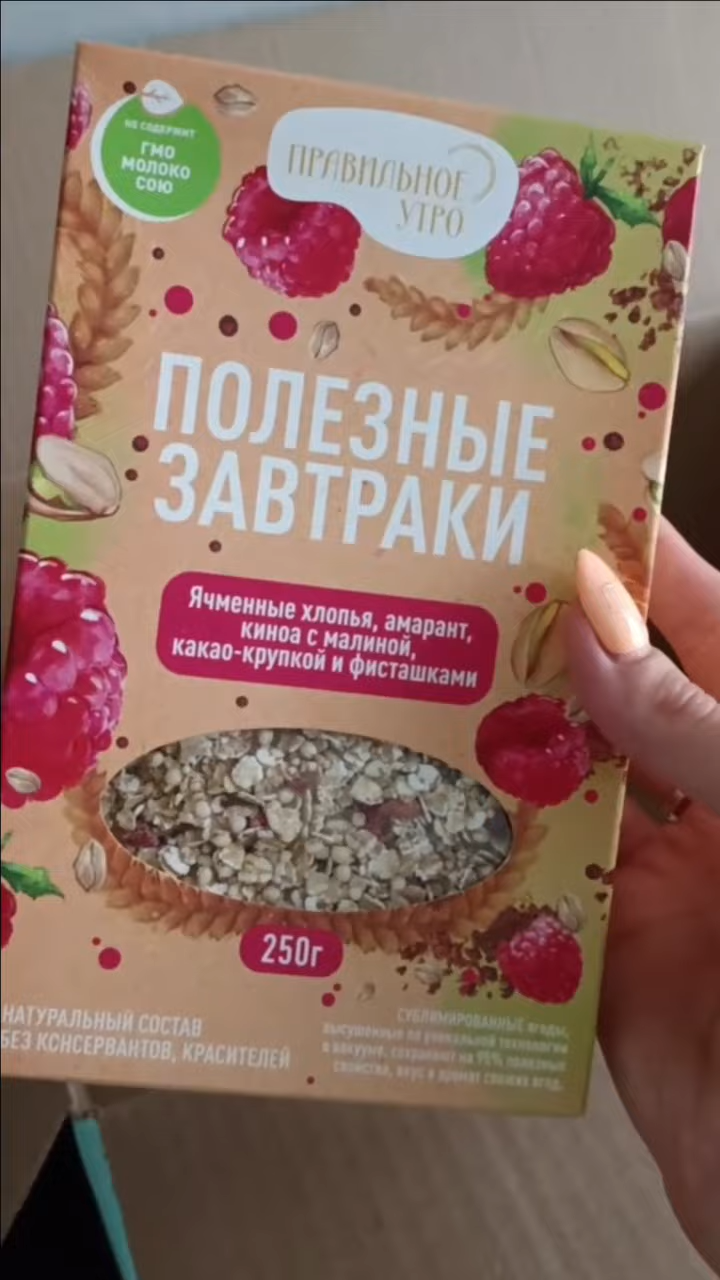 НЕ СОДЕРЖИТ
ГМО
МОЛОКО
СОЮ
ПРАВИЛЬНОЕ
УТРО
ПОЛЕЗНЫЕ
ЗАВТРАКИ
Ячменные хлопья, амарант,
киноа с малиной,
какао-крупкой и фисташками
250г
НАТУРАЛЬНЫЙ СОСТАВ
БЕЗ КОНСЕРВАНТОВ, КРАСИТЕЛЕЙ
СУБЛИМИРОВАННЫЕ ягоды,
высушенные по уникальной технологии
в вакууме, сохраняют на 95% полезные
свойства, вкус и аромат свежих ягод.